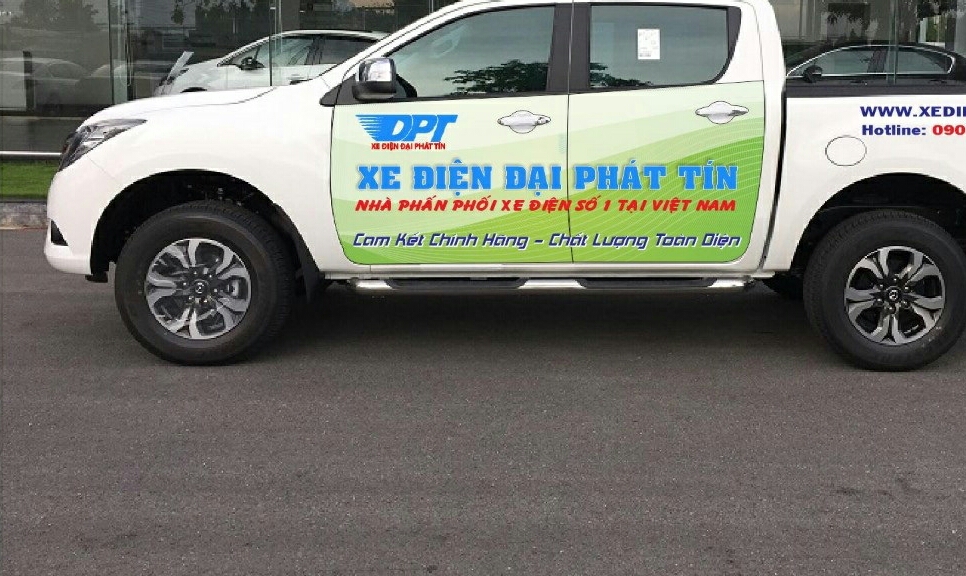 DPT
XE ĐIỆN ĐẠI PHÁT TÍN
XE ĐIỆN ĐẠI PHÁT TÍN
NHÀ PHẤN PHỐI XE ĐIỆN SỐ 1 TẠI VIỆT NAM
Cam Kết Chính Hãng - Chất Lượng Toàn Diện
WWW.XEDI
Hotline: 090